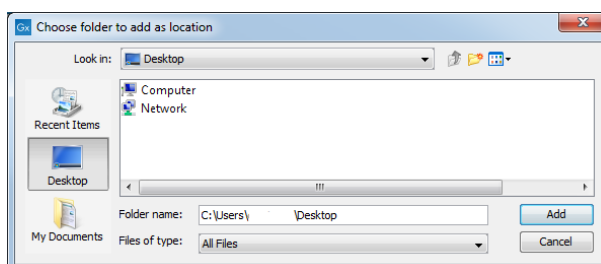 Gx Choose folder to add as location
Look in: Desktop
Computer
Network
Recent Items
Desktop
My Documents
Folder name: C:\Users\ \Desktop Add
Files of type: All Files Cancel